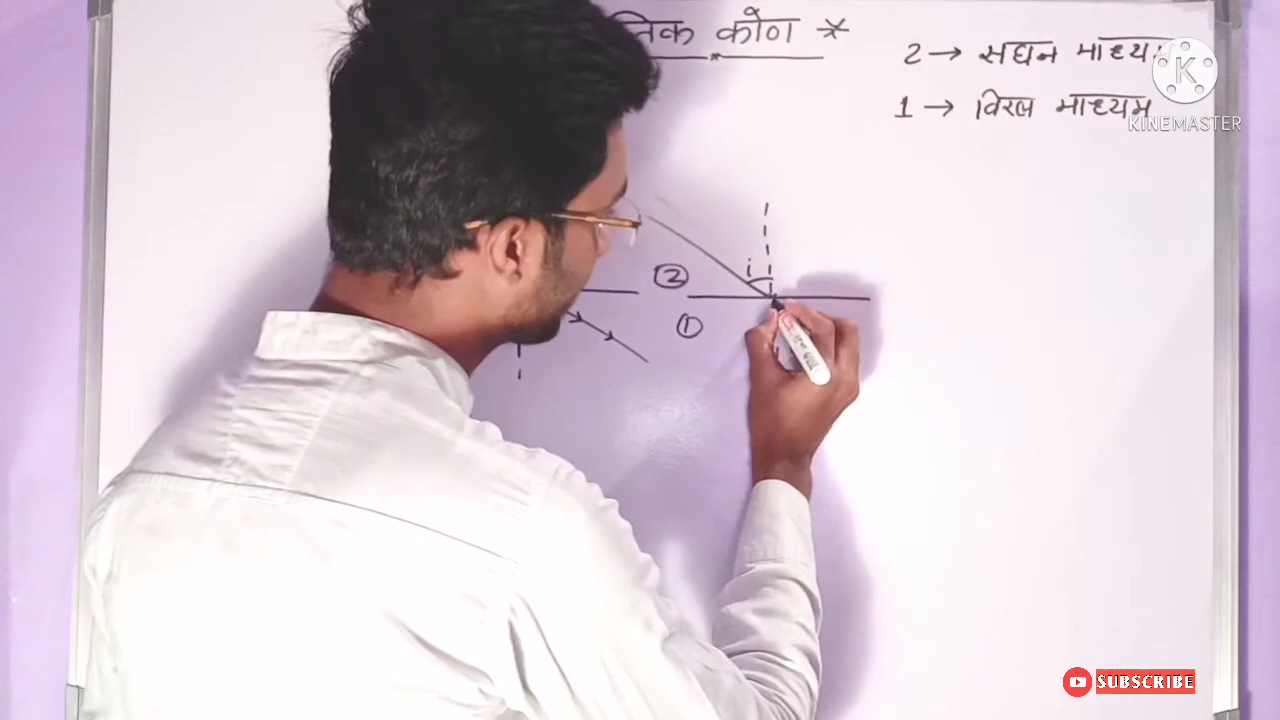 कोण *
2 → सघन माध्यम
1 → विरल माध्यम
K
KINEMASTER
i
②
①
SUBSCRIBE